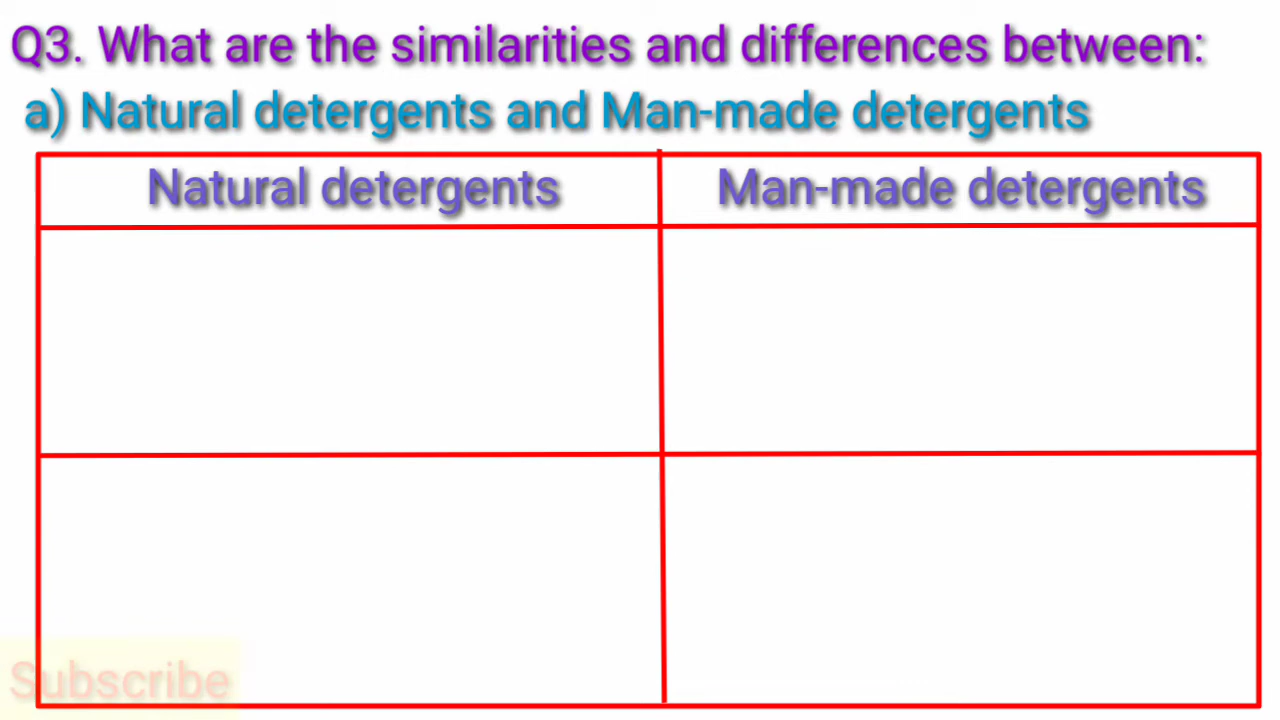 Q3. What are the similarities and differences between:
a) Natural detergents and Man-made detergents
Natural detergents
Man-made detergents
Subscribe